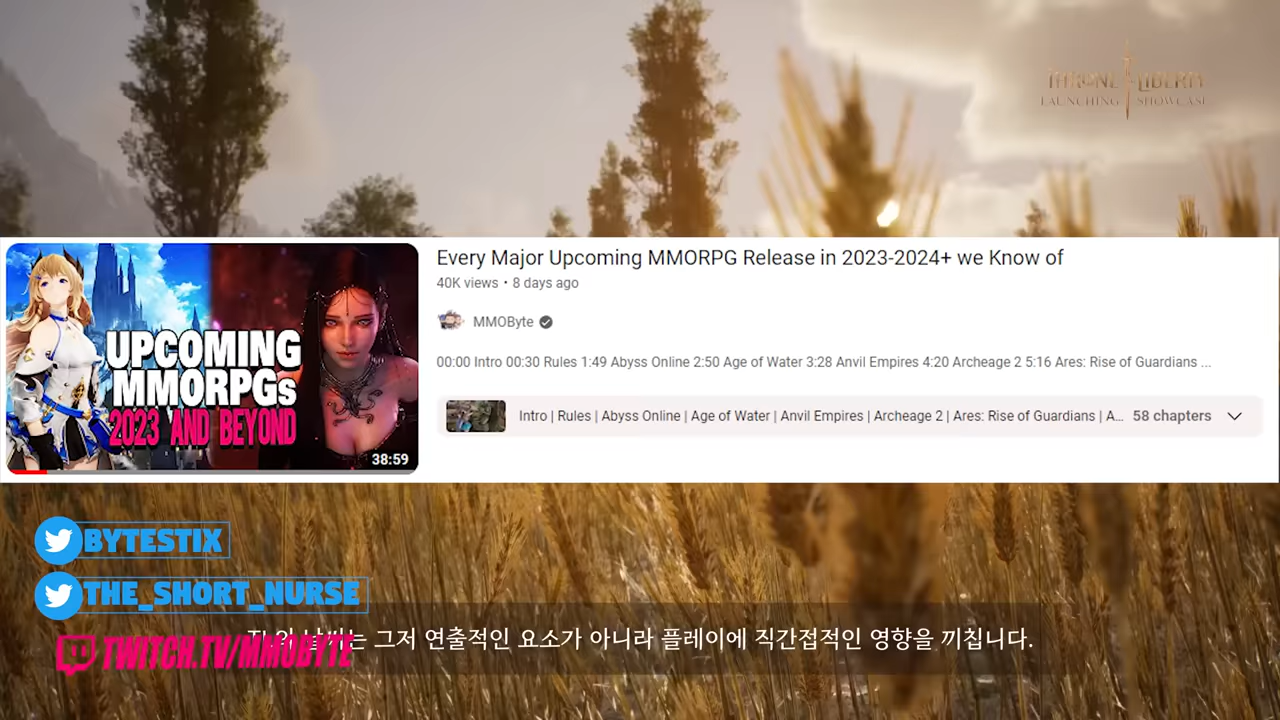 THRONE LIBERTY
LAUNCHING SHOWCASE
UPCOMING
MMORPGs
2023 AND BEYOND
38:59
Every Major Upcoming MMORPG Release in 2023-2024+ we Know of
40K views • 8 days ago
MMOByte
00:00 Intro 00:30 Rules 1:49 Abyss Online 2:50 Age of Water 3:28 Anvil Empires 4:20 Archeage 2 5:16 Ares: Rise of Guardians ...
Intro | Rules | Abyss Online | Age of Water | Anvil Empires | Archeage 2 | Ares: Rise of Guardians | A... 58 chapters
BYTESTIX
THE_SHORT_NURSE
TWITCH.TV/MMOBYTE
그저 연출적인 요소가 아니라 플레이에 직간접적인 영향을 끼칩니다.